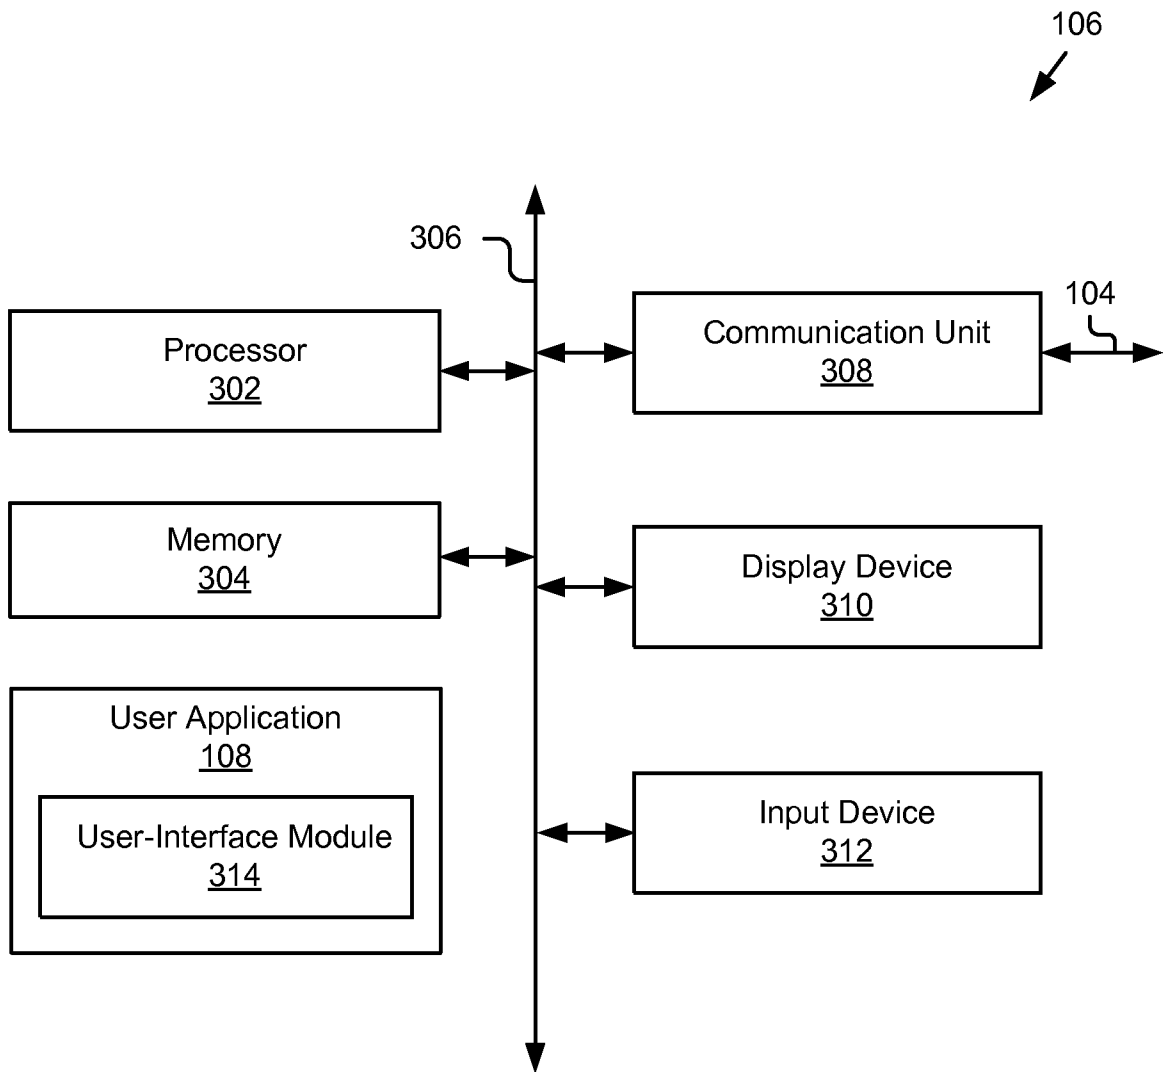 106
306
104
Processor
302
Communication Unit
308
Memory
304
Display Device
310
User Application
108
User-Interface Module
314
Input Device
312